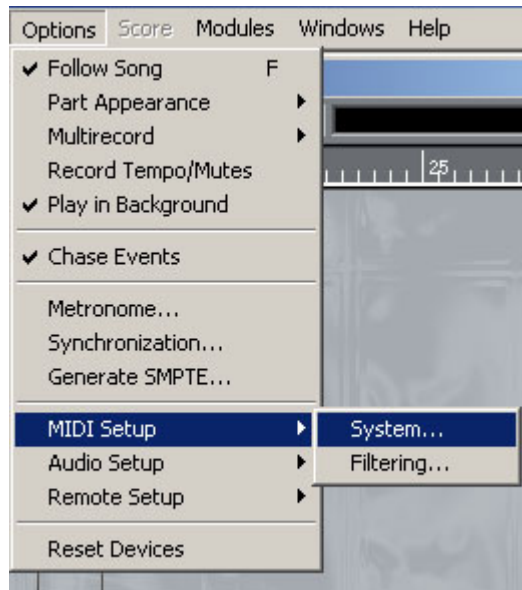 Options Score Modules Windows Help
Follow Song F
Part Appearance
Multirecord
Record Tempo/Mutes
25
Play in Background
Chase Events
Metronome...
Synchronization...
Generate SMPTE...
MIDI Setup
System...
Audio Setup
Filtering...
Remote Setup
Reset Devices